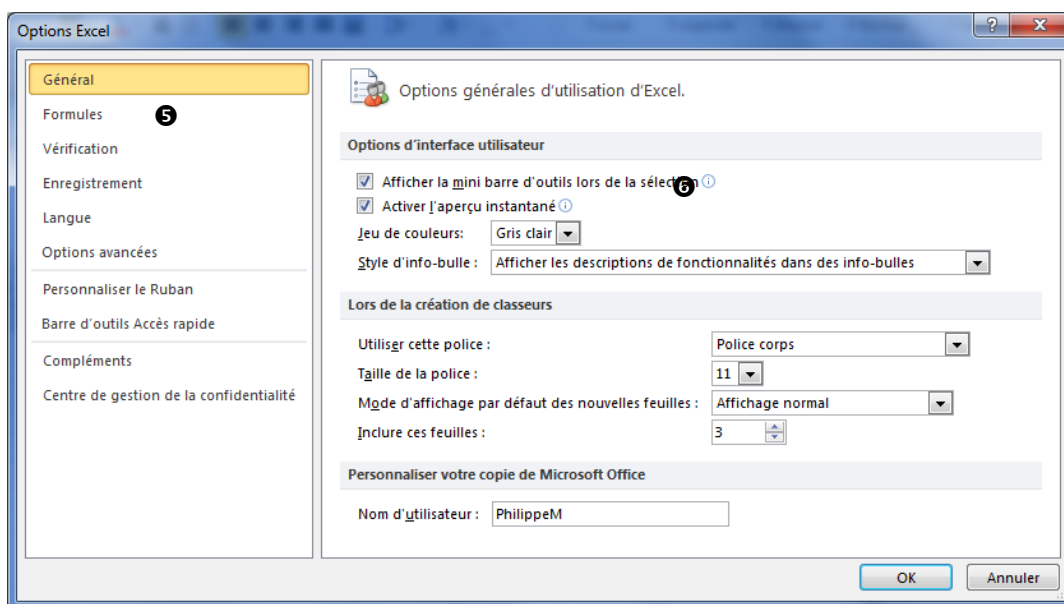 Options Excel
Général
Formules ❺
Vérification
Enregistrement
Langue
Options avancées
Personnaliser le Ruban
Barre d'outils Accès rapide
Compléments
Centre de gestion de la confidentialité
Options générales d'utilisation d'Excel.
Options d'interface utilisateur
Afficher la mini barre d'outils lors de la sélection ❻
Activer l'aperçu instantané
Jeu de couleurs: Gris clair
Style d'info-bulle : Afficher les descriptions de fonctionnalités dans des info-bulles
Lors de la création de classeurs
Utiliser cette police : Police corps
Taille de la police : 11
Mode d'affichage par défaut des nouvelles feuilles : Affichage normal
Inclure ces feuilles : 3
Personnaliser votre copie de Microsoft Office
Nom d'utilisateur : PhilippeM
OK Annuler